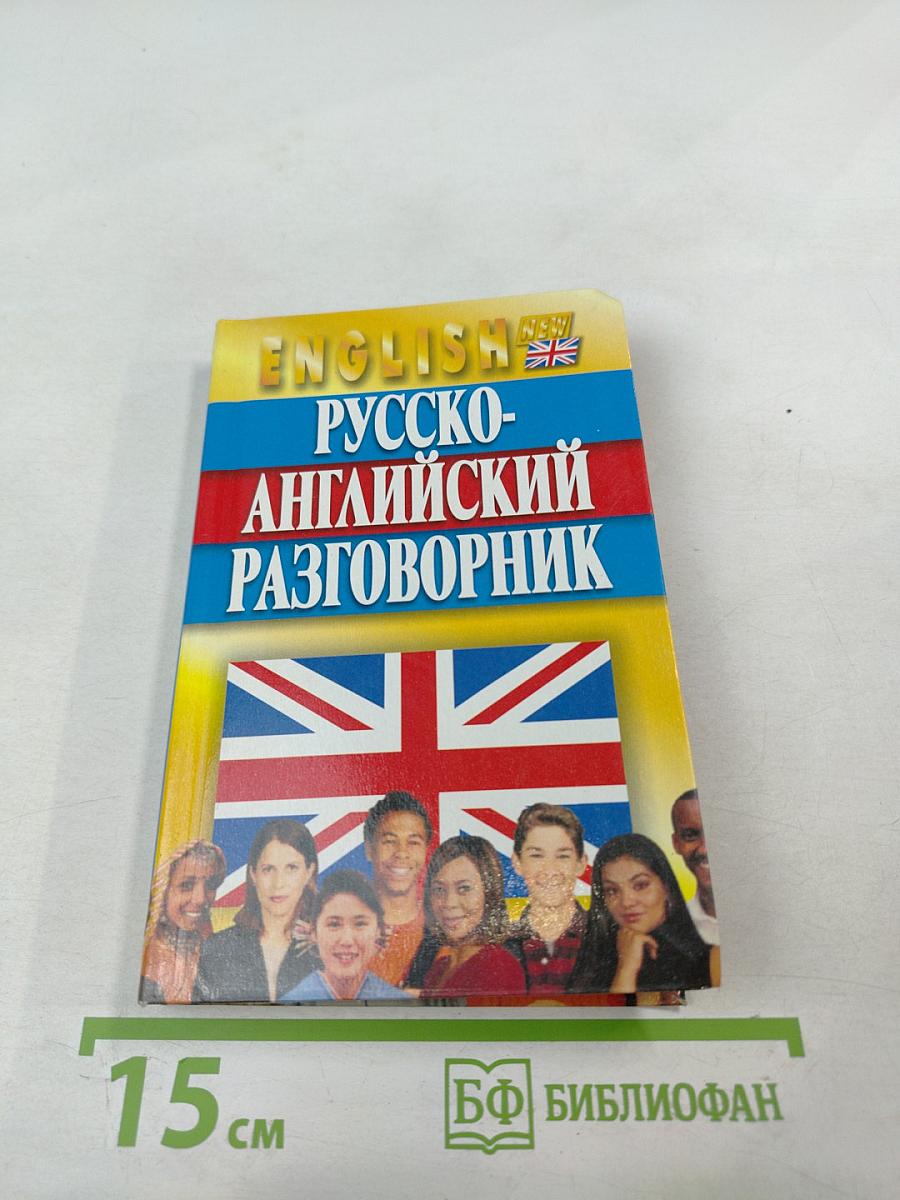 ENGLISH NEW
РУССКО-
АНГЛИЙСКИЙ
РАЗГОВОРНИК
15 см
БФ БИБЛИОФАН